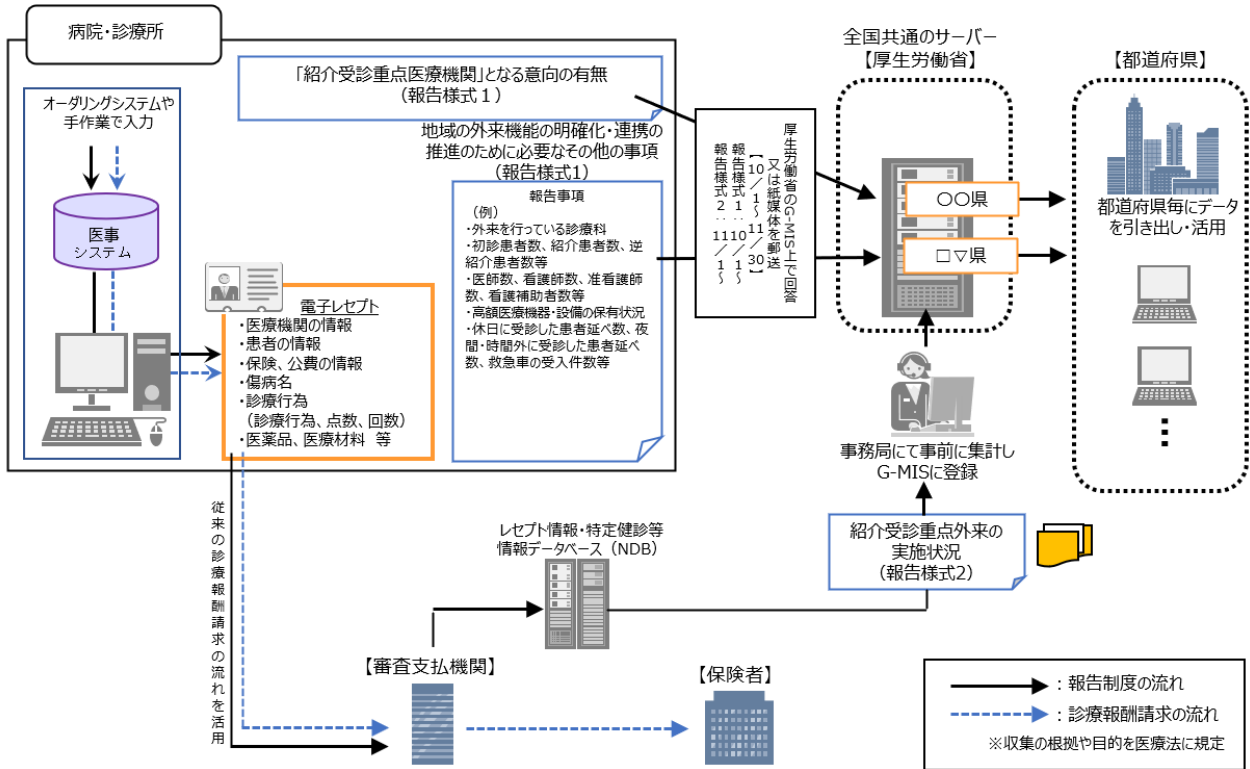 病院・診療所
オーダリングシステムや
手作業で入力
医事
システム
電子レセプト
・医療機関の情報
・患者の情報
・保険、公費の情報
・傷病名
・診療行為
（診療行為、点数、回数）
・医薬品、医療材料　等
「紹介受診重点医療機関」となる意向の有無
（報告様式１）
地域の外来機能の明確化・連携の
推進のために必要なその他の事項
（報告様式1）
報告事項
（例）
・外来を行っている診療科
・初診患者数、紹介患者数、逆
紹介患者数等
・医師数、看護師数、准看護師
数、看護補助者数等
・高額医療機器・設備の保有状況
・休日に受診した患者延べ数、夜
間・時間外に受診した患者延べ
数、救急車の受入件数等
厚生労働省のG-MIS上で回答
又は紙媒体を郵送
【10／1～11／30】
報告様式１：10／1～
報告様式２：11／1～
全国共通のサーバー
【厚生労働省】
〇〇県
□▽県
【都道府県】
都道府県毎にデータ
を引き出し・活用
事務局にて事前に集計し
G-MISに登録
紹介受診重点外来の
実施状況
（報告様式2）
レセプト情報・特定健診等
情報データベース（NDB）
従来の診療報酬請求の流れを活用
【審査支払機関】
【保険者】
：報告制度の流れ
：診療報酬請求の流れ
※収集の根拠や目的を医療法に規定